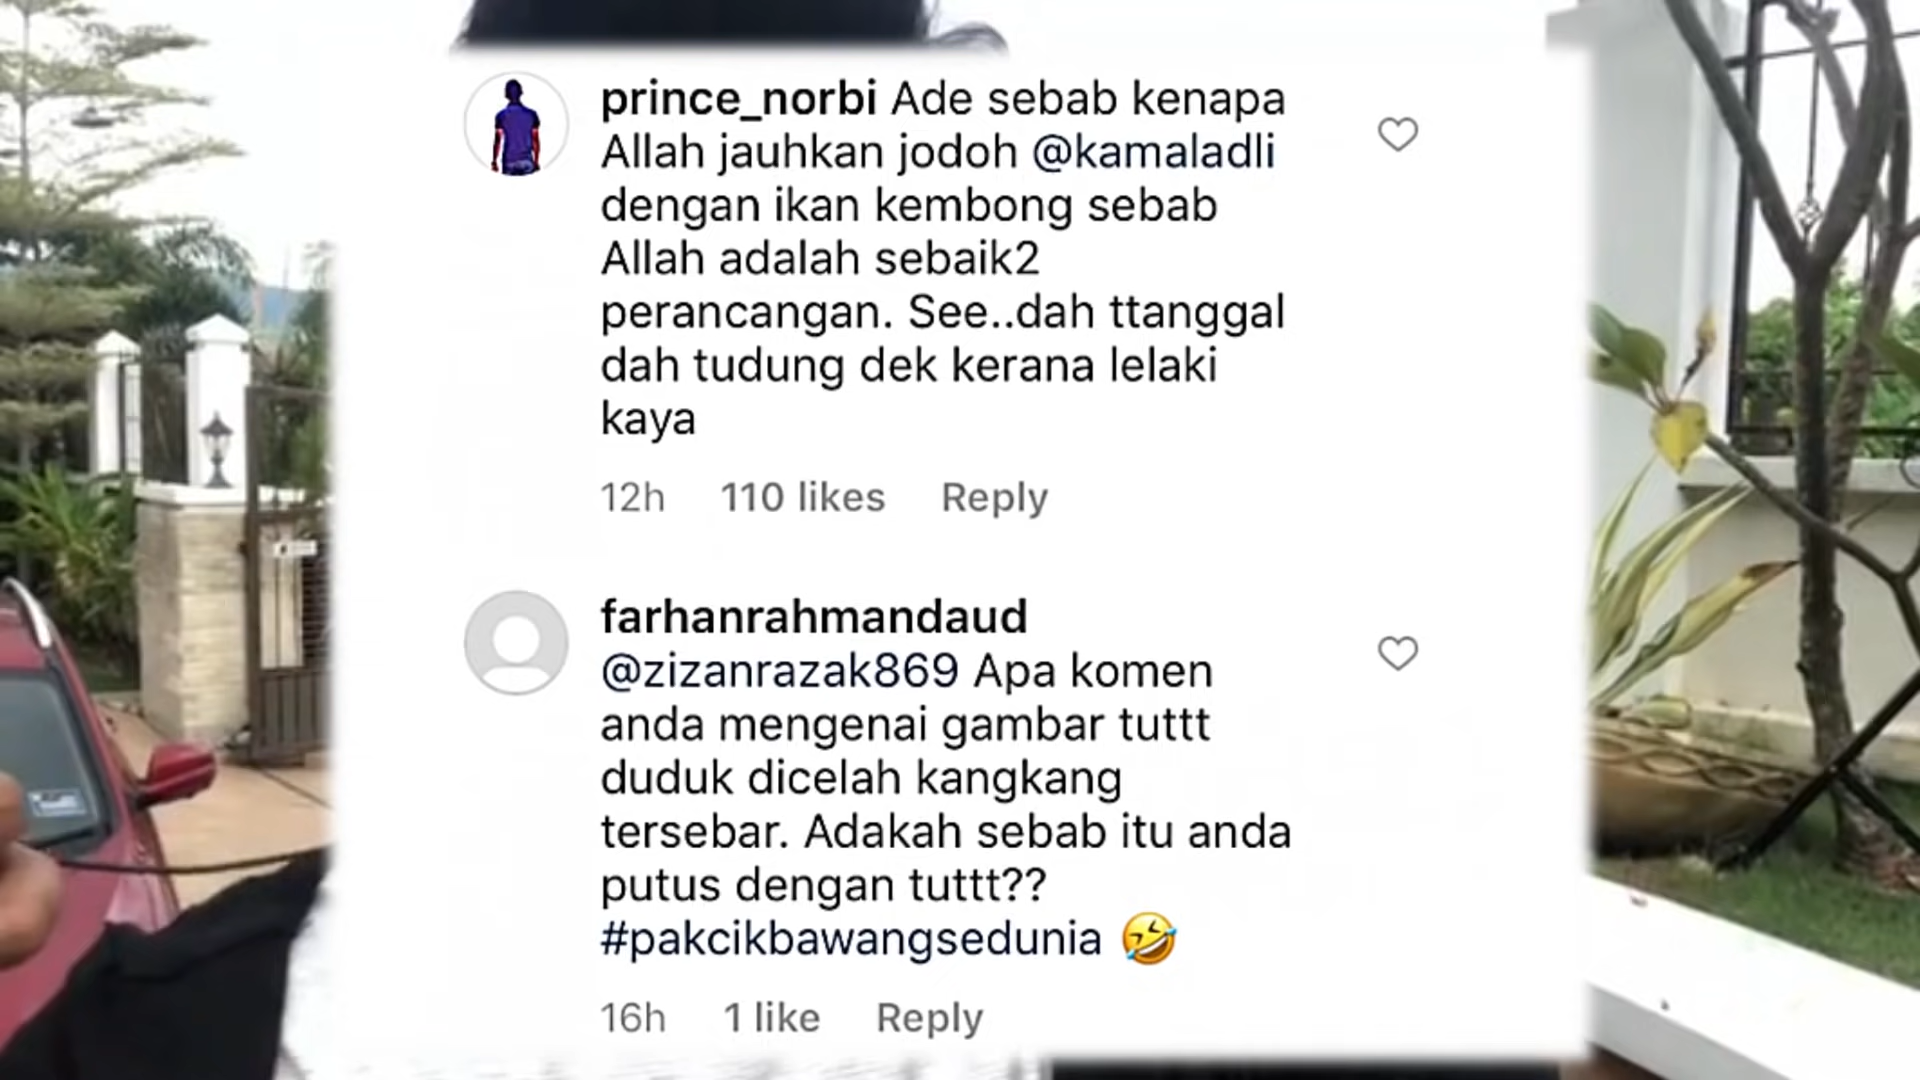 prince_norbi Ade sebab kenapa
Allah jauhkan jodoh @kamaladli
dengan ikan kembong sebab
Allah adalah sebaik2
perancangan. See..dah ttanggal
dah tudung dek kerana lelaki
kaya
12h 110 likes Reply
farhanrahmandaud
@zizanrazak869 Apa komen
anda mengenai gambar tuttt
duduk dicelah kangkang
tersebar. Adakah sebab itu anda
putus dengan tuttt??
#pakcikbawangsedunia 🤣
16h 1 like Reply